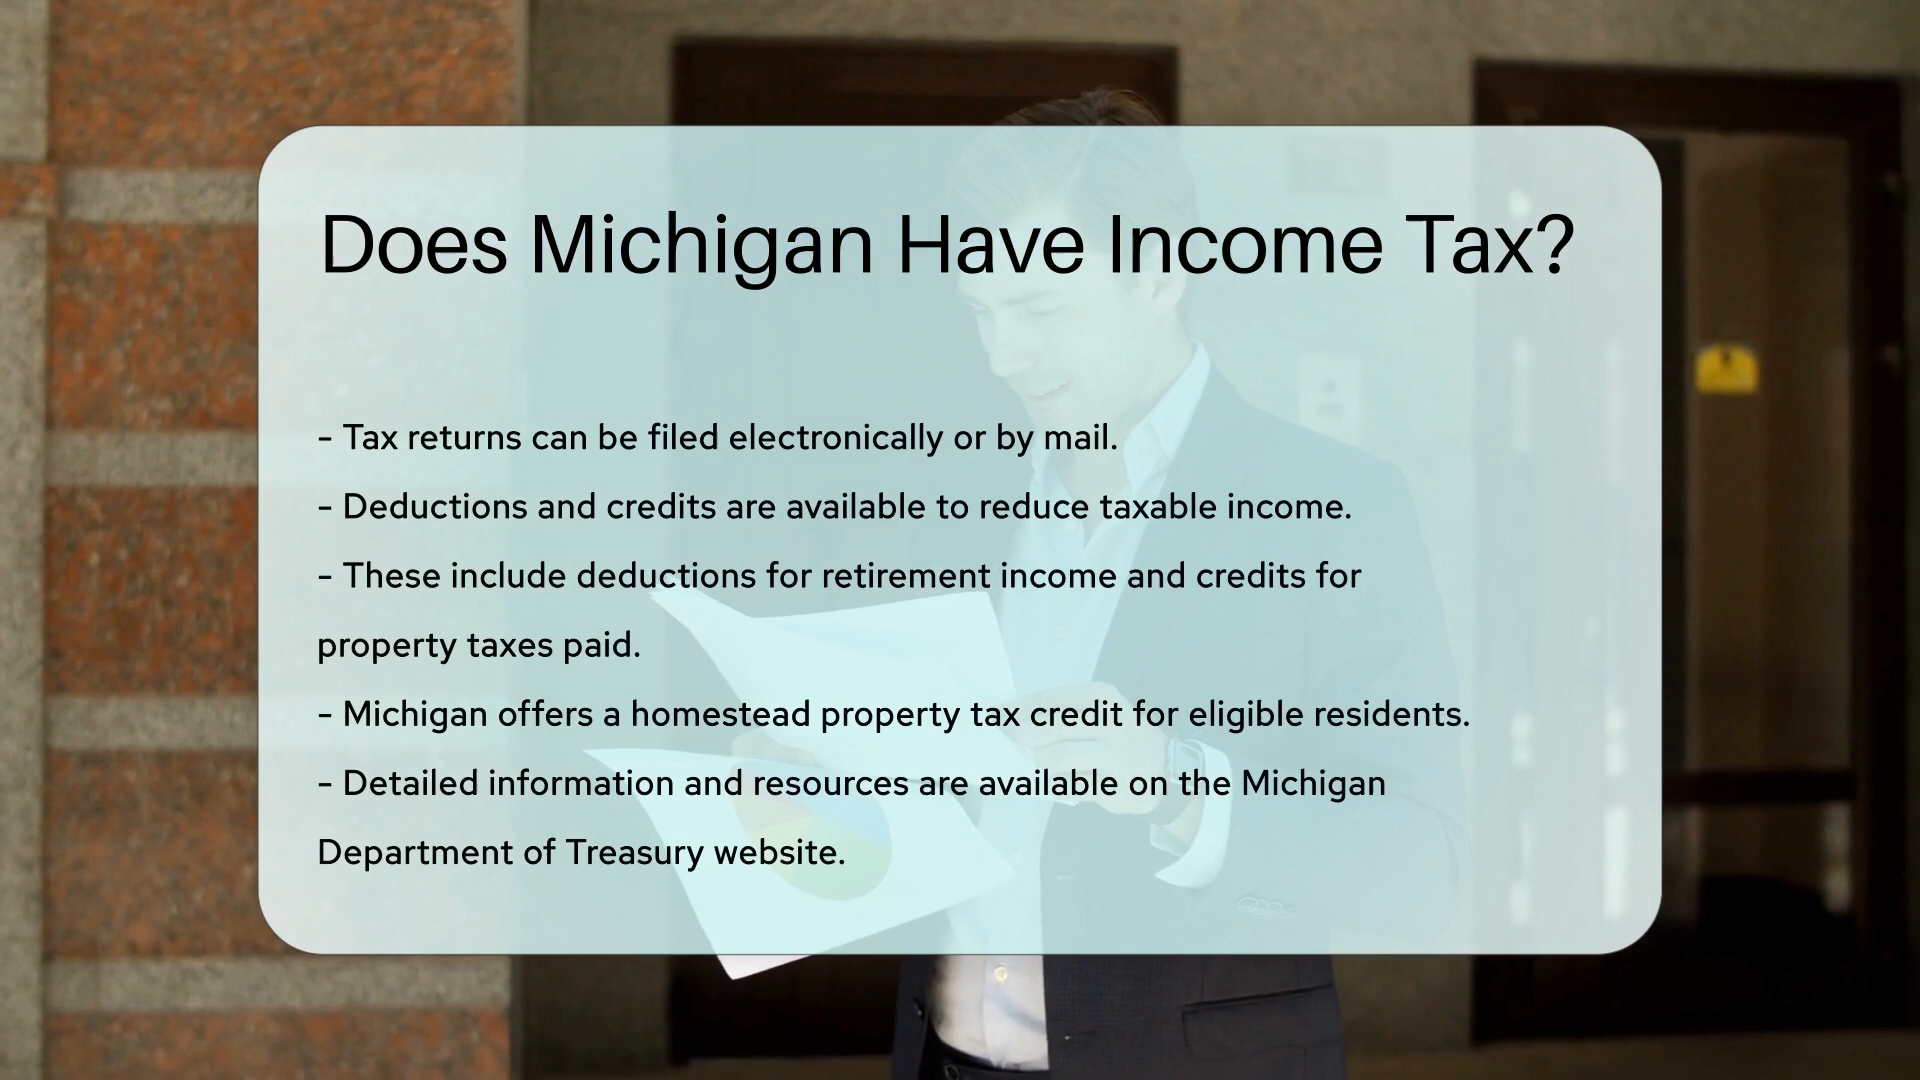 Does Michigan Have Income Tax?
- Tax returns can be filed electronically or by mail.
- Deductions and credits are available to reduce taxable income.
- These include deductions for retirement income and credits for
property taxes paid.
- Michigan offers a homestead property tax credit for eligible residents.
- Detailed information and resources are available on the Michigan
Department of Treasury website.